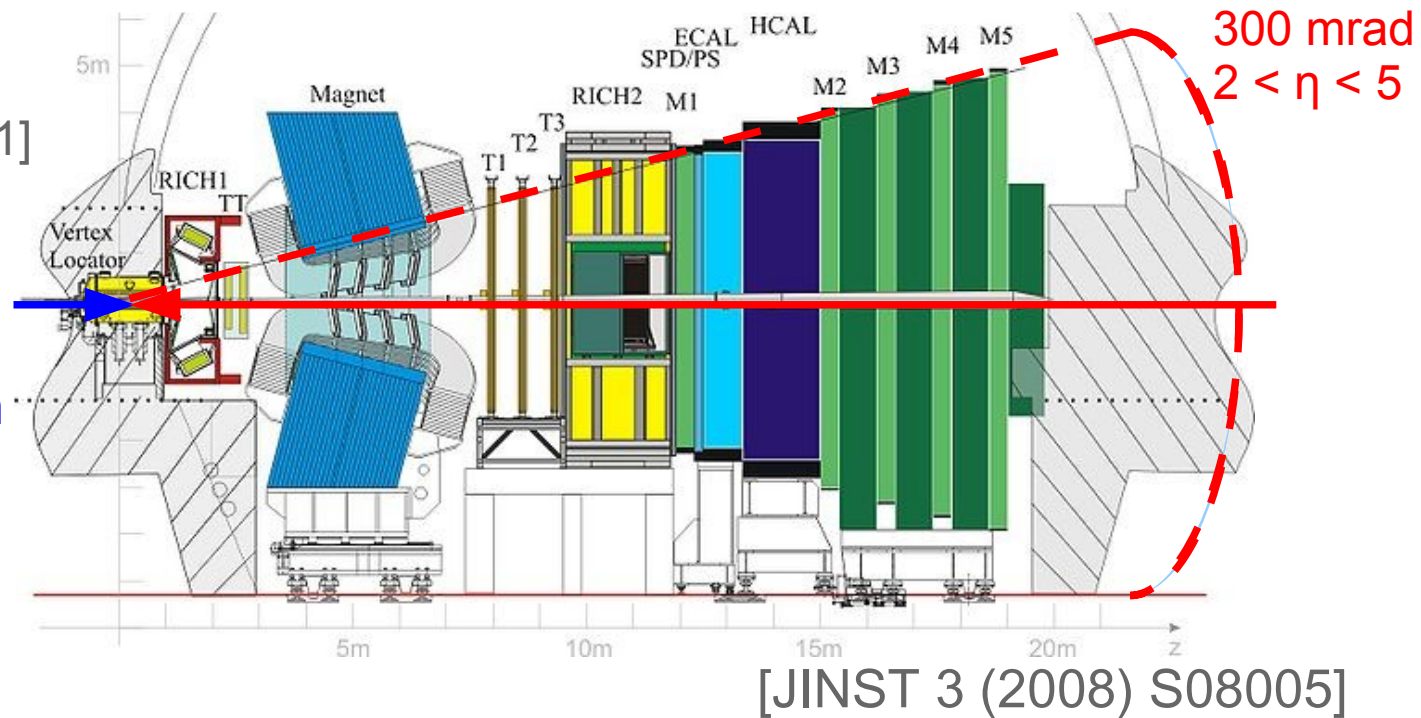 300 mrad
2 < η < 5
HCAL
ECAL
SPD/PS
M5
M4
M3
M2
M1
5m
Magnet
RICH2
T3
T2
T1
1]
RICH1
TT
Vertex
Locator
5m
10m
15m
20m
z
[JINST 3 (2008) S08005]